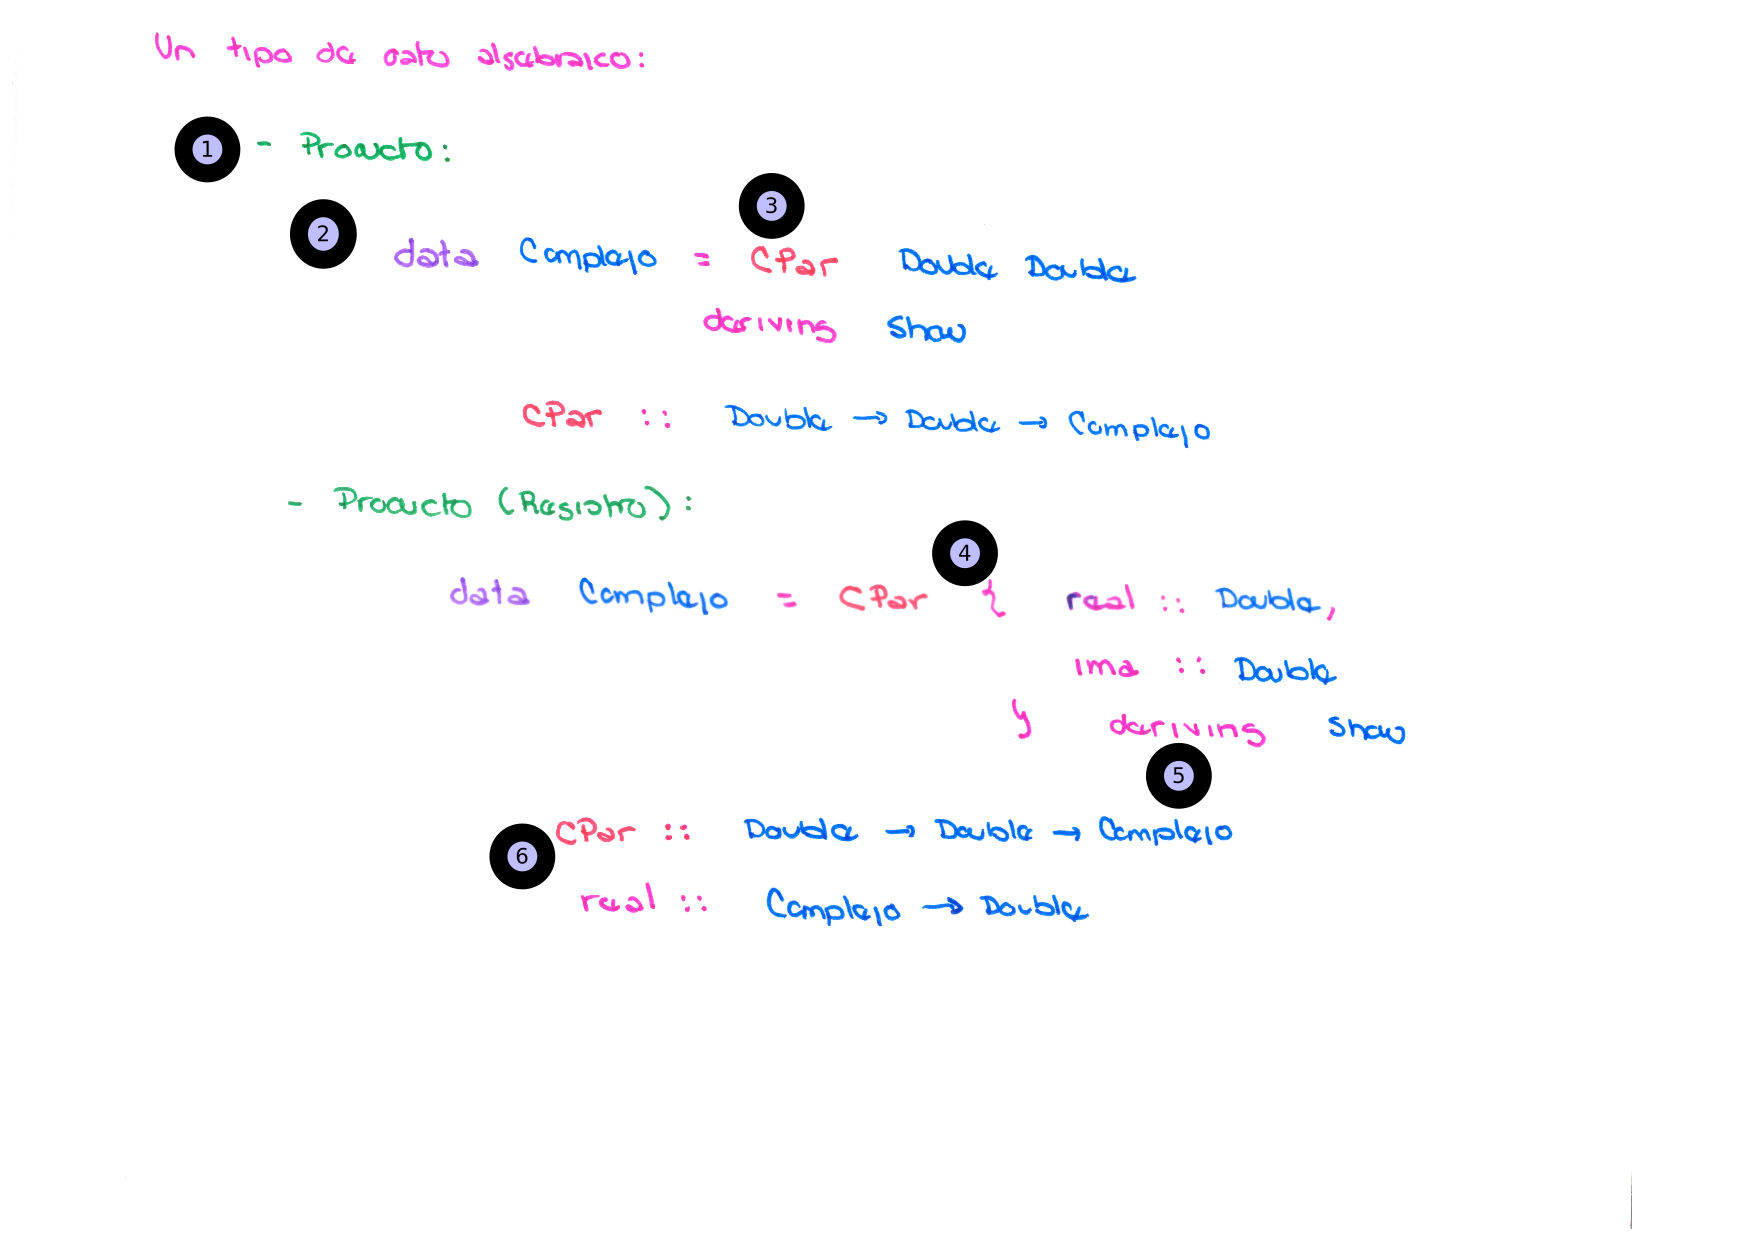 Un tipo de dato algebraico:
1 - Producto:
2 3
data Complejo = CPar Double Double
deriving Show
CPar :: Double → Double → Complejo
- Producto (Registro):
4
data Complejo = CPar { real :: Double,
ima :: Double
} deriving Show
5
6 CPar :: Double → Double → Complejo
real :: Complejo → Double